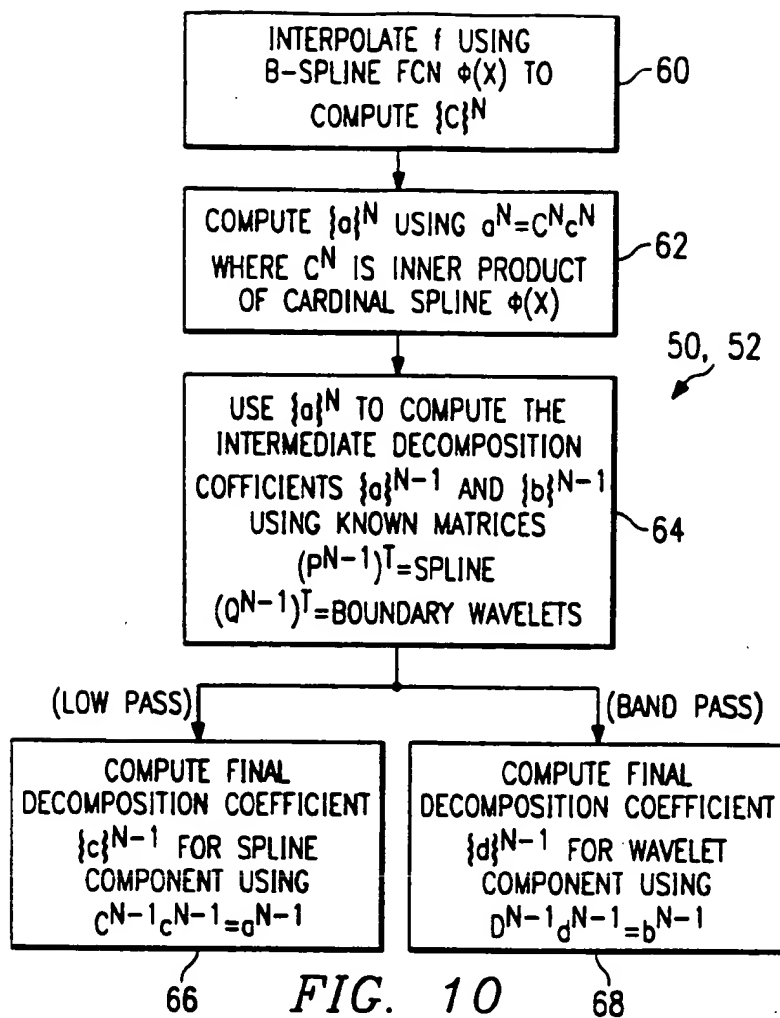 INTERPOLATE f USING
B-SPLINE FCN ϕ(X) TO
COMPUTE {C}^N
60
COMPUTE {a}^N USING a^N=C^Nc^N
WHERE C^N IS INNER PRODUCT
OF CARDINAL SPLINE ϕ(X)
62
50, 52
USE {a}^N TO COMPUTE THE
INTERMEDIATE DECOMPOSITION
COFFICIENTS {a}^N-1 AND {b}^N-1
USING KNOWN MATRICES
(P^N-1)^T=SPLINE
(Q^N-1)^T=BOUNDARY WAVELETS
64
(LOW PASS)
(BAND PASS)
COMPUTE FINAL
DECOMPOSITION COEFFICIENT
{c}^N-1 FOR SPLINE
COMPONENT USING
C^N-1c^N-1=a^N-1
66
COMPUTE FINAL
DECOMPOSITION COEFFICIENT
{d}^N-1 FOR WAVELET
COMPONENT USING
D^N-1d^N-1=b^N-1
68
FIG. 10